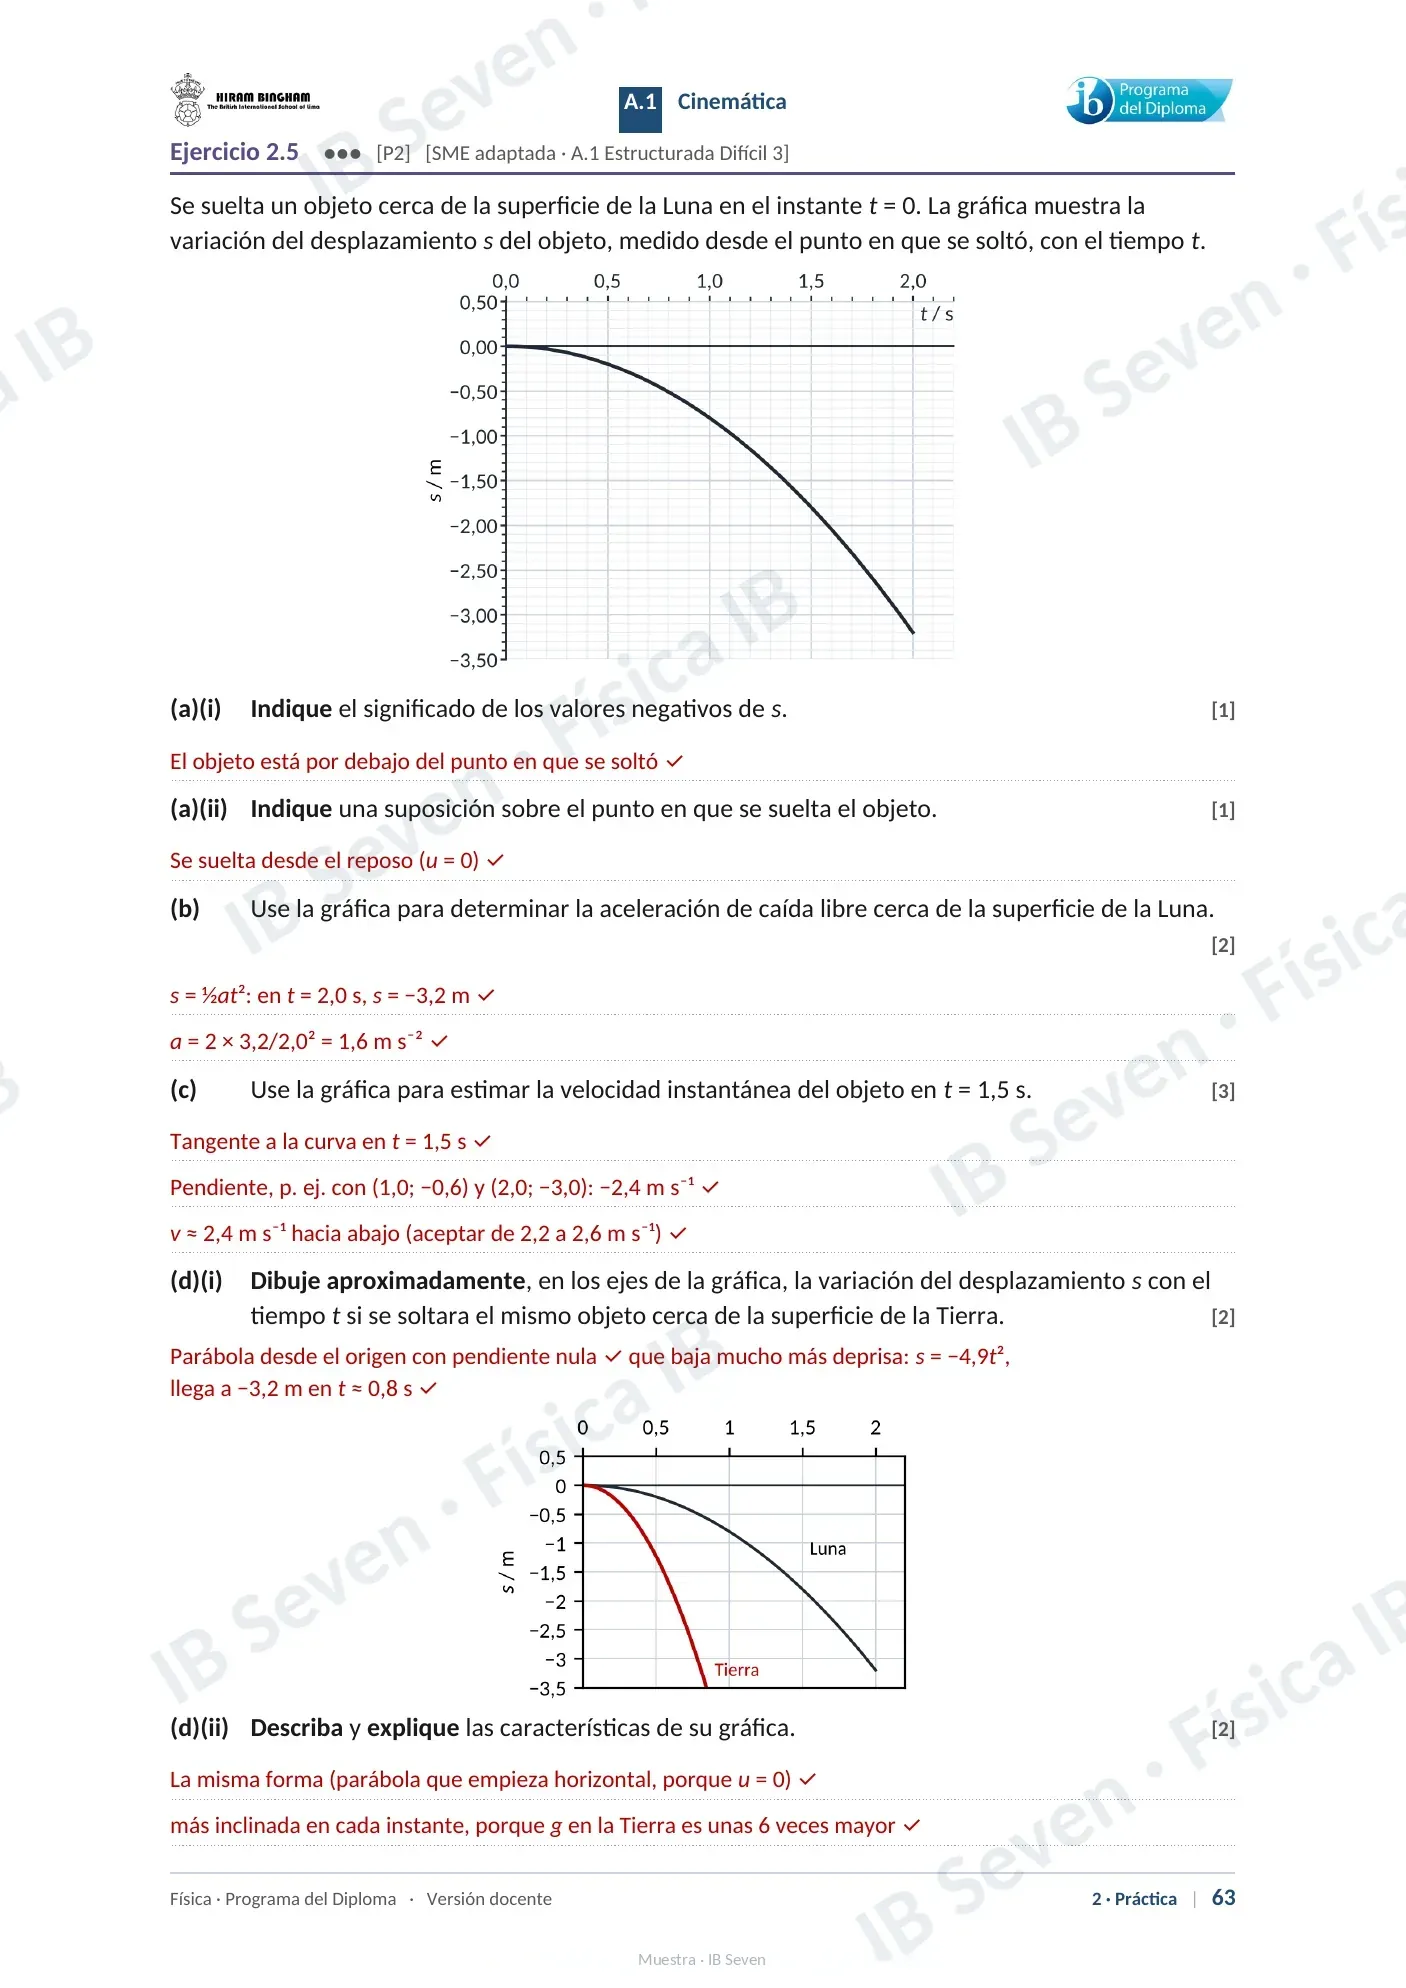 HIRAM BINGHAM
The British International School of Lima
A.1 Cinemática
Programa
del Diploma
Ejercicio 2.5 ●●● [P2] [SME adaptada · A.1 Estructurada Difícil 3]
Se suelta un objeto cerca de la superficie de la Luna en el instante t = 0. La gráfica muestra la
variación del desplazamiento s del objeto, medido desde el punto en que se soltó, con el tiempo t.
0,0 0,5 1,0 1,5 2,0
t / s
0,50
0,00
−0,50
−1,00
−1,50
−2,00
−2,50
−3,00
−3,50
s / m
(a)(i) Indique el significado de los valores negativos de s. [1]
El objeto está por debajo del punto en que se soltó ✓
(a)(ii) Indique una suposición sobre el punto en que se suelta el objeto. [1]
Se suelta desde el reposo (u = 0) ✓
(b) Use la gráfica para determinar la aceleración de caída libre cerca de la superficie de la Luna.
[2]
s = ½at²: en t = 2,0 s, s = −3,2 m ✓
a = 2 × 3,2/2,0² = 1,6 m s⁻² ✓
(c) Use la gráfica para estimar la velocidad instantánea del objeto en t = 1,5 s. [3]
Tangente a la curva en t = 1,5 s ✓
Pendiente, p. ej. con (1,0; −0,6) y (2,0; −3,0): −2,4 m s⁻¹ ✓
v ≈ 2,4 m s⁻¹ hacia abajo (aceptar de 2,2 a 2,6 m s⁻¹) ✓
(d)(i) Dibuje aproximadamente, en los ejes de la gráfica, la variación del desplazamiento s con el
tiempo t si se soltara el mismo objeto cerca de la superficie de la Tierra. [2]
Parábola desde el origen con pendiente nula ✓ que baja mucho más deprisa: s = −4,9t²,
llega a −3,2 m en t ≈ 0,8 s ✓
0 0,5 1 1,5 2
0,5
0
−0,5
−1
−1,5
−2
−2,5
−3
−3,5
s / m
Luna
Tierra
(d)(ii) Describa y explique las características de su gráfica. [2]
La misma forma (parábola que empieza horizontal, porque u = 0) ✓
más inclinada en cada instante, porque g en la Tierra es unas 6 veces mayor ✓
Física · Programa del Diploma · Versión docente
2 · Práctica | 63
Muestra · IB Seven
IB Seven · Física IB